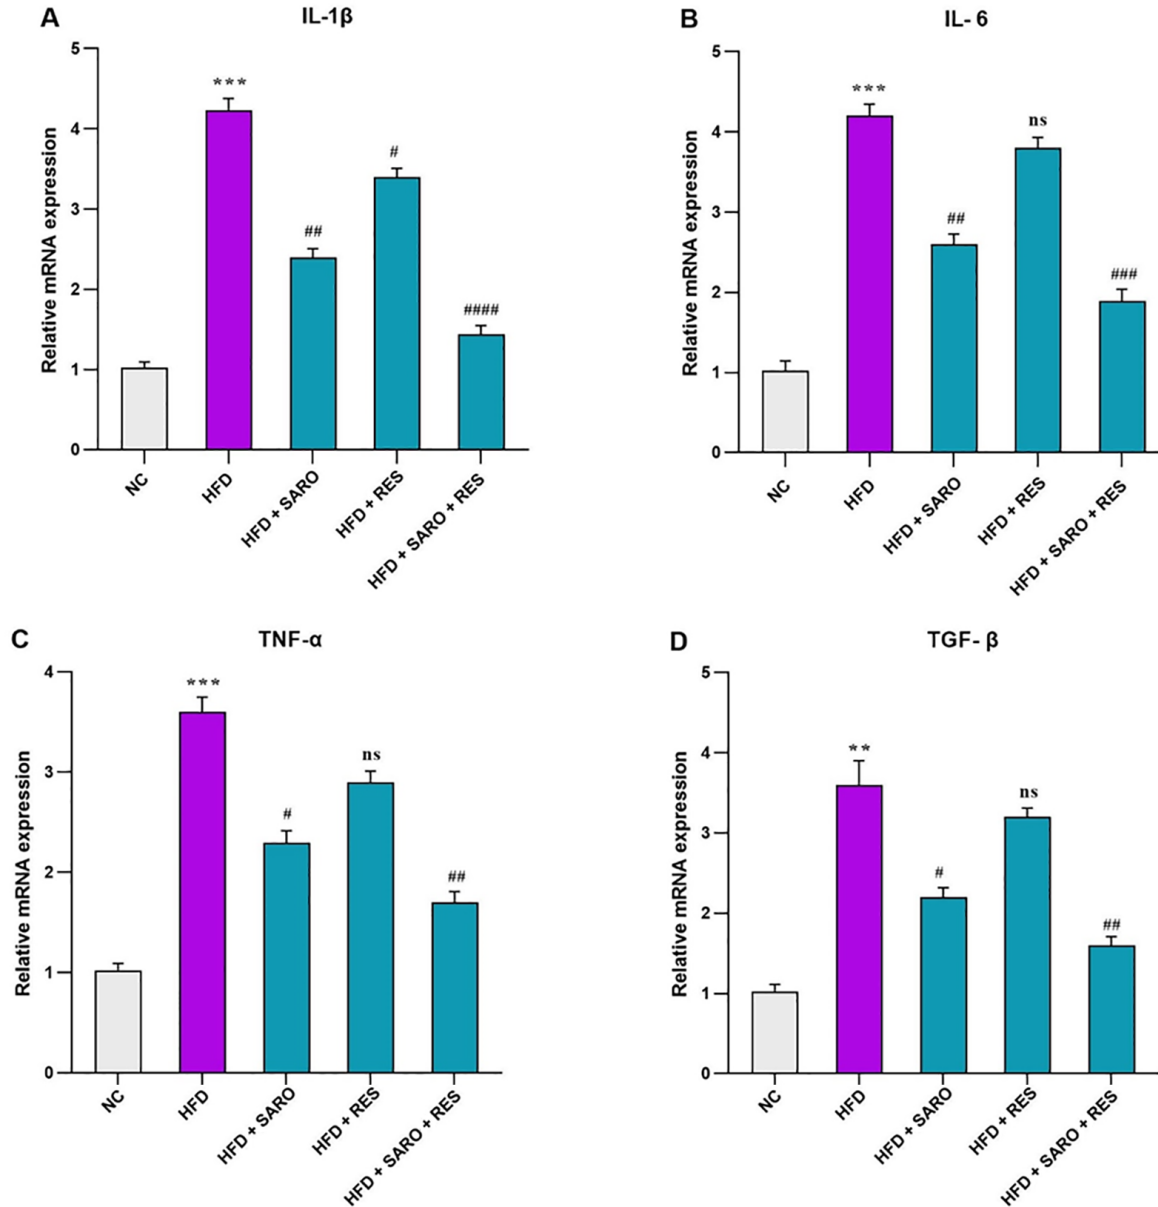 A
IL-1β
Relative mRNA expression
5
4
3
2
1
0
***
##
#
####
NC
HFD
HFD + SARO
HFD + RES
HFD + SARO + RES
B
IL- 6
Relative mRNA expression
5
4
3
2
1
0
***
##
ns
###
NC
HFD
HFD + SARO
HFD + RES
HFD + SARO + RES
C
TNF-α
Relative mRNA expression
4
3
2
1
0
***
#
ns
##
NC
HFD
HFD + SARO
HFD + RES
HFD + SARO + RES
D
TGF- β
Relative mRNA expression
5
4
3
2
1
0
**
#
ns
##
NC
HFD
HFD + SARO
HFD + RES
HFD + SARO + RES